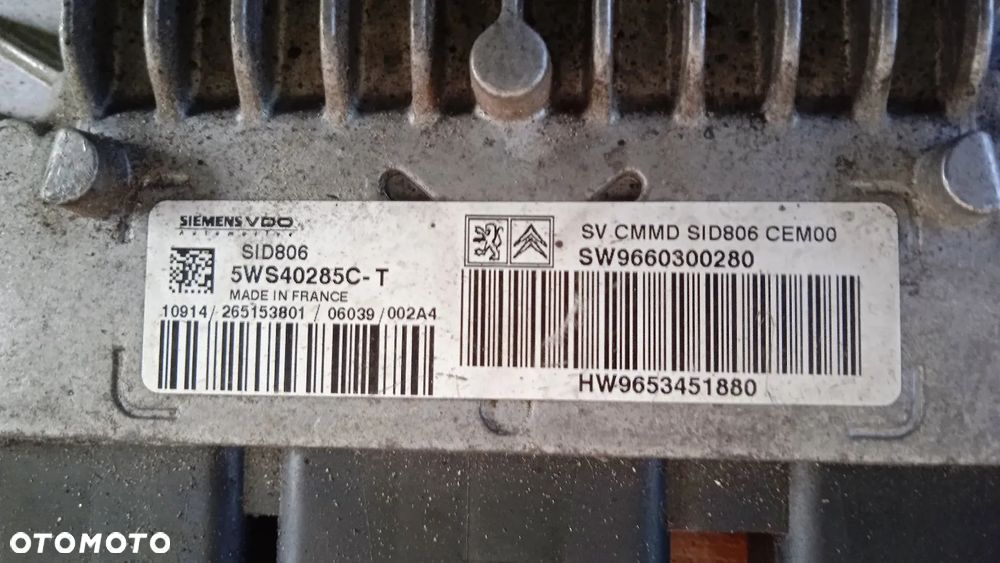 SIEMENS VDO
Automotive
SID806
5WS40285C-T
MADE IN FRANCE
10914/265153801/06039/002A4
SV CMMD SID806 CEM00
SW9660300280
HW9653451880
OTOMOTO